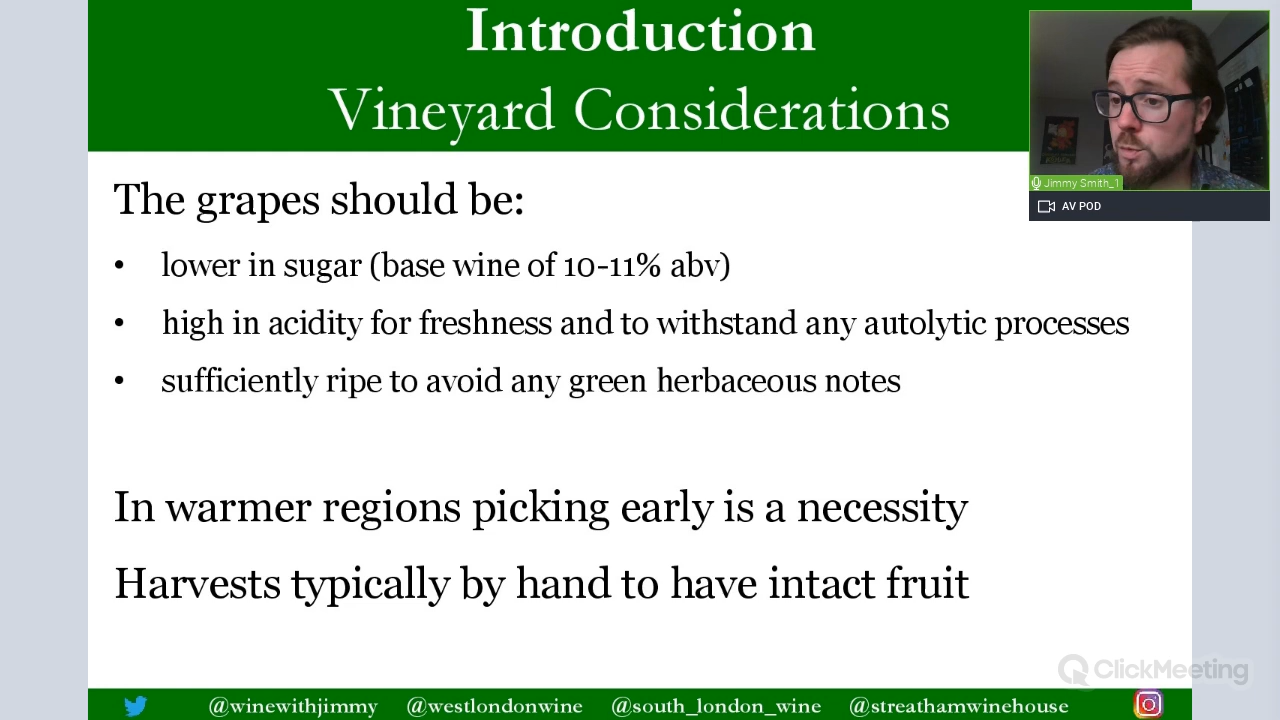 Introduction
Vineyard Considerations
Jimmy Smith_1
AV POD
The grapes should be:
• lower in sugar (base wine of 10-11% abv)
• high in acidity for freshness and to withstand any autolytic processes
• sufficiently ripe to avoid any green herbaceous notes
In warmer regions picking early is a necessity
Harvests typically by hand to have intact fruit
ClickMeeting
@winewithjimmy @westlondonwine @south_london_wine @streathamwinehouse